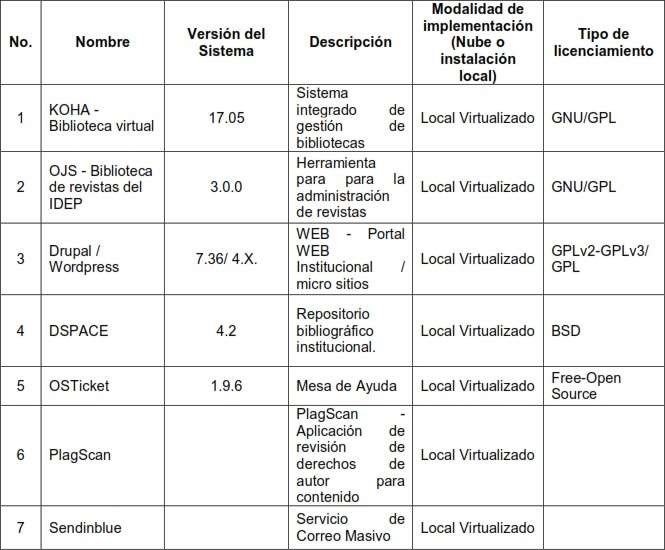 No.
Nombre
Versión del
Sistema
Descripción
Modalidad de
implementación
(Nube o
instalación
local)
Tipo de
licenciamiento
1
KOHA -
Biblioteca virtual
17.05
Sistema
integrado de
gestión de
bibliotecas
Local Virtualizado
GNU/GPL
2
OJS - Biblioteca
de revistas del
IDEP
3.0.0
Herramienta
para para la
administración
de revistas
Local Virtualizado
GNU/GPL
3
Drupal /
Wordpress
7.36/ 4.X.
WEB - Portal
WEB
Institucional /
micro sitios
Local Virtualizado
GPLv2-GPLv3/
GPL
4
DSPACE
4.2
Repositorio
bibliográfico
institucional.
Local Virtualizado
BSD
5
OSTicket
1.9.6
Mesa de Ayuda
Local Virtualizado
Free-Open
Source
6
PlagScan
PlagScan -
Aplicación de
revisión de
derechos de
autor para
contenido
Local Virtualizado
7
Sendinblue
Servicio de
Correo Masivo
Local Virtualizado